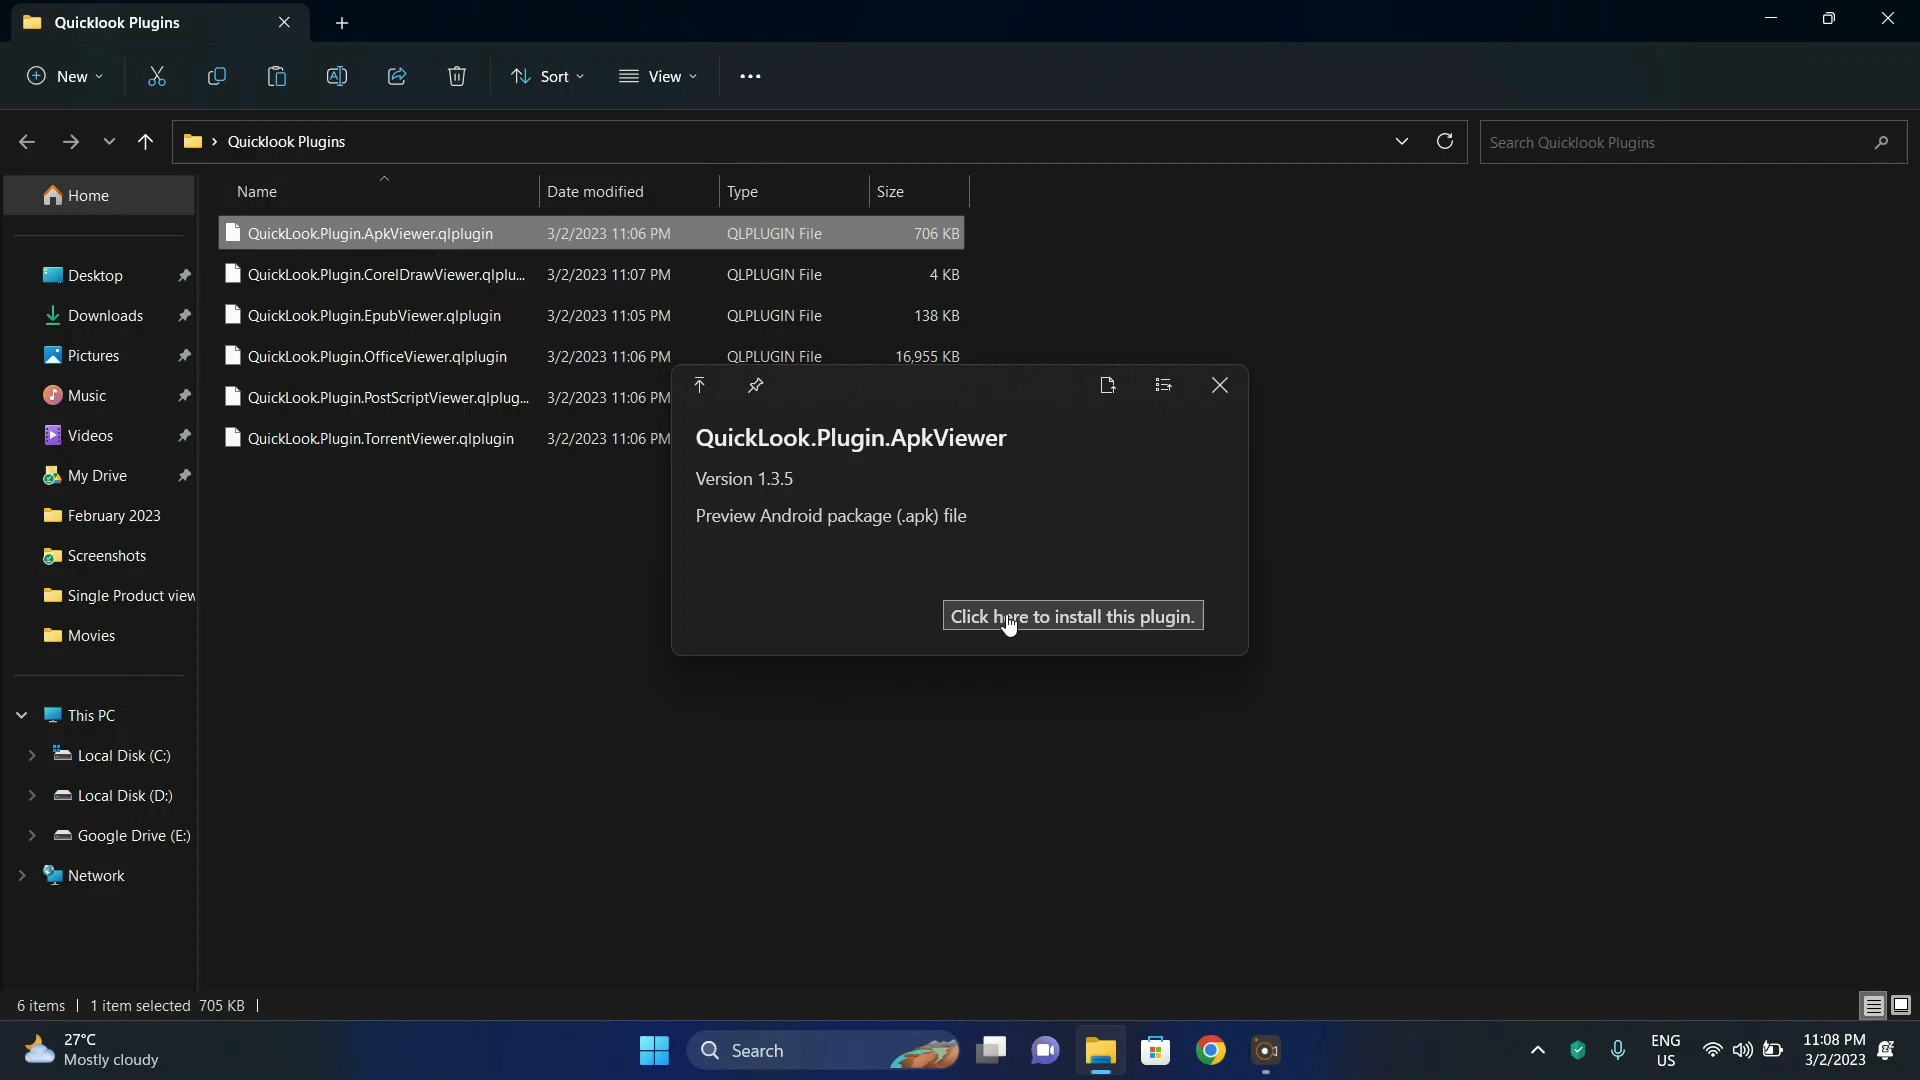 Quicklook Plugins
New
Sort
View
Quicklook Plugins
Search Quicklook Plugins
Home
Desktop
Downloads
Pictures
Music
Videos
My Drive
February 2023
Screenshots
Single Product view
Movies
This PC
Local Disk (C:)
Local Disk (D:)
Google Drive (E:)
Network
Name Date modified Type Size
QuickLook.Plugin.ApkViewer.qlplugin 3/2/2023 11:06 PM QLPLUGIN File 706 KB
QuickLook.Plugin.CorelDrawViewer.qlplu... 3/2/2023 11:07 PM QLPLUGIN File 4 KB
QuickLook.Plugin.EpubViewer.qlplugin 3/2/2023 11:05 PM QLPLUGIN File 138 KB
QuickLook.Plugin.OfficeViewer.qlplugin 3/2/2023 11:06 PM QLPLUGIN File 16,955 KB
QuickLook.Plugin.PostScriptViewer.qlplug... 3/2/2023 11:06 PM
QuickLook.Plugin.TorrentViewer.qlplugin 3/2/2023 11:06 PM
QuickLook.Plugin.ApkViewer
Version 1.3.5
Preview Android package (.apk) file
Click here to install this plugin.
6 items 1 item selected 705 KB
27°C
Mostly cloudy
Search
ENG
US
11:08 PM
3/2/2023